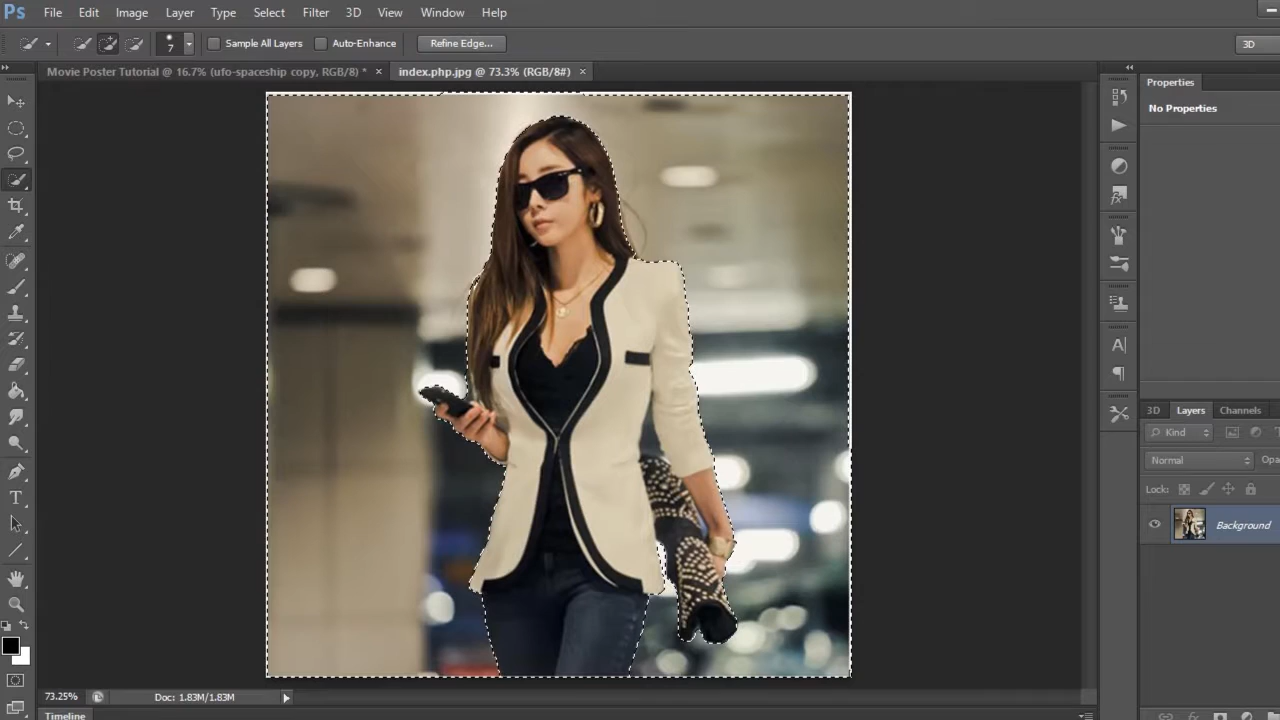 Ps File Edit Image Layer Type Select Filter 3D View Window Help
7 Sample All Layers Auto-Enhance Refine Edge... 3D
Movie Poster Tutorial @ 16.7% (ufo-spaceship copy, RGB/8) * × index.php.jpg @ 73.3% (RGB/8#) ×
Properties
No Properties
3D Layers Channels
Kind
Normal Opa
Lock:
Background
73.25% Doc: 1.83M/1.83M
Timeline